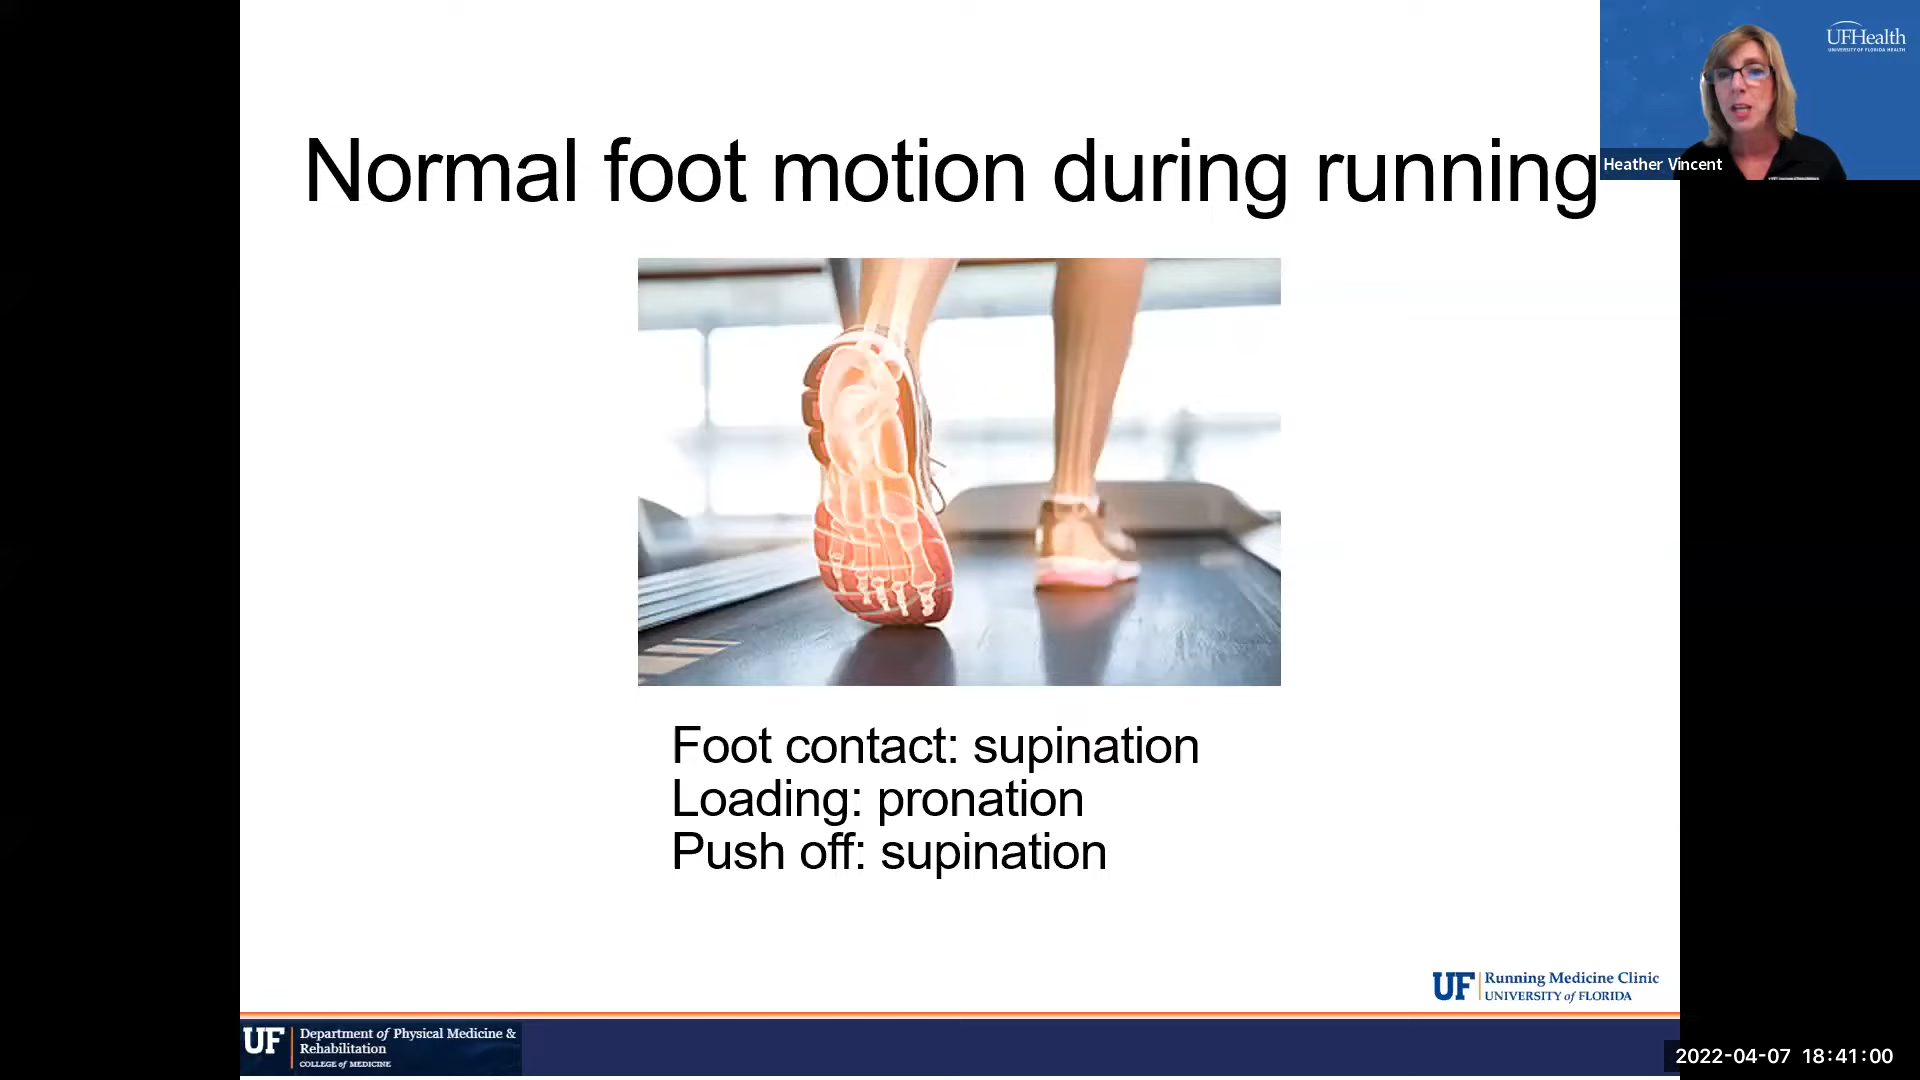 UFHealth
UNIVERSITY OF FLORIDA HEALTH
Heather Vincent
Normal foot motion during running
Foot contact: supination
Loading: pronation
Push off: supination
UF Running Medicine Clinic
UNIVERSITY of FLORIDA
UF Department of Physical Medicine &
Rehabilitation
COLLEGE of MEDICINE
2022-04-07 18:41:00